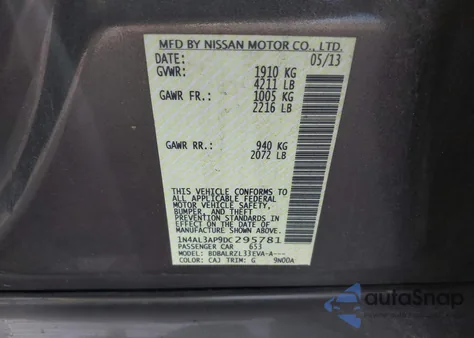 MFD BY NISSAN MOTOR CO., LTD.
DATE: 05/13
GVWR: 1910 KG
4211 LB
GAWR FR.: 1005 KG
2216 LB
GAWR RR.: 940 KG
2072 LB
THIS VEHICLE CONFORMS TO
ALL APPLICABLE FEDERAL
MOTOR VEHICLE SAFETY,
BUMPER, AND THEFT
PREVENTION STANDARDS IN
EFFECT ON THE DATE OF
MANUFACTURE SHOWN ABOVE.
1N4AL3AP9DC295781
PASSENGER CAR 653
MODEL: BDBALRZL33EVA-A---
COLOR: CAJ TRIM: G 9N00A
autoSnap